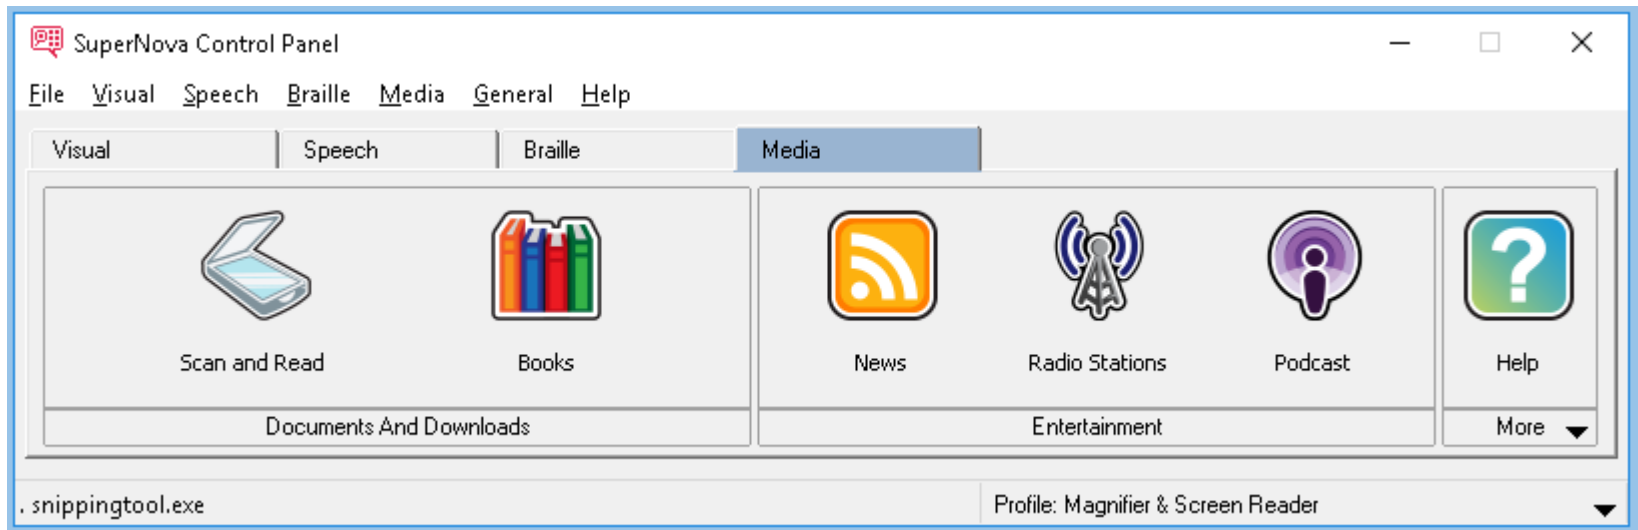 SuperNova Control Panel
File Visual Speech Braille Media General Help
Visual Speech Braille Media
Scan and Read Books News Radio Stations Podcast Help
Documents And Downloads Entertainment More
. snippingtool.exe Profile: Magnifier & Screen Reader